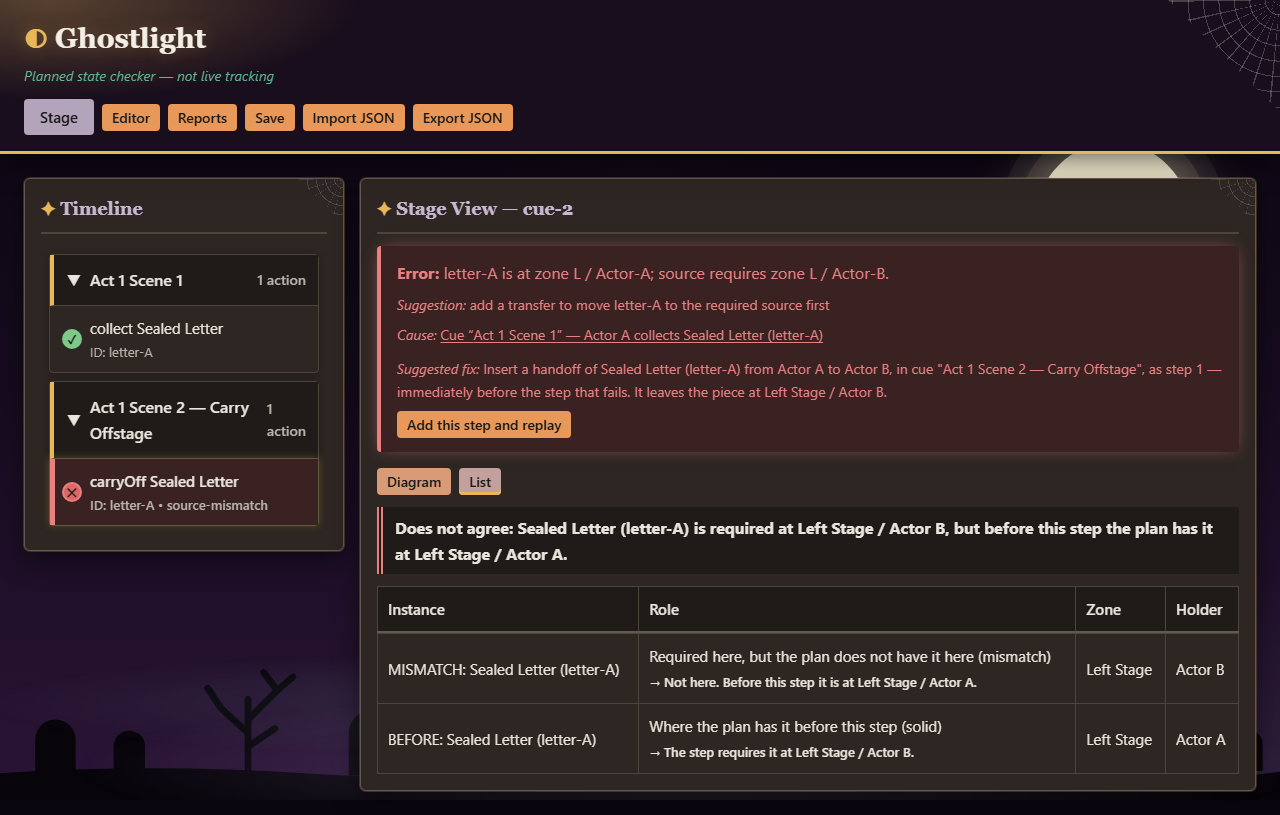 Ghostlight
Planned state checker — not live tracking
Stage
Editor
Reports
Save
Import JSON
Export JSON
Timeline
▼ Act 1 Scene 1
1 action
collect Sealed Letter
ID: letter-A
▼ Act 1 Scene 2 — Carry
Offstage
1
action
carryOff Sealed Letter
ID: letter-A • source-mismatch
Stage View — cue-2
Error: letter-A is at zone L / Actor-A; source requires zone L / Actor-B.
Suggestion: add a transfer to move letter-A to the required source first
Cause: Cue “Act 1 Scene 1” — Actor A collects Sealed Letter (letter-A)
Suggested fix: Insert a handoff of Sealed Letter (letter-A) from Actor A to Actor B, in cue "Act 1 Scene 2 — Carry Offstage", as step 1 —
immediately before the step that fails. It leaves the piece at Left Stage / Actor B.
Add this step and replay
Diagram
List
Does not agree: Sealed Letter (letter-A) is required at Left Stage / Actor B, but before this step the plan has it
at Left Stage / Actor A.
Instance
Role
Zone
Holder
MISMATCH: Sealed Letter (letter-A)
Required here, but the plan does not have it here (mismatch)
→ Not here. Before this step it is at Left Stage / Actor A.
Left Stage
Actor B
BEFORE: Sealed Letter (letter-A)
Where the plan has it before this step (solid)
→ The step requires it at Left Stage / Actor B.
Left Stage
Actor A